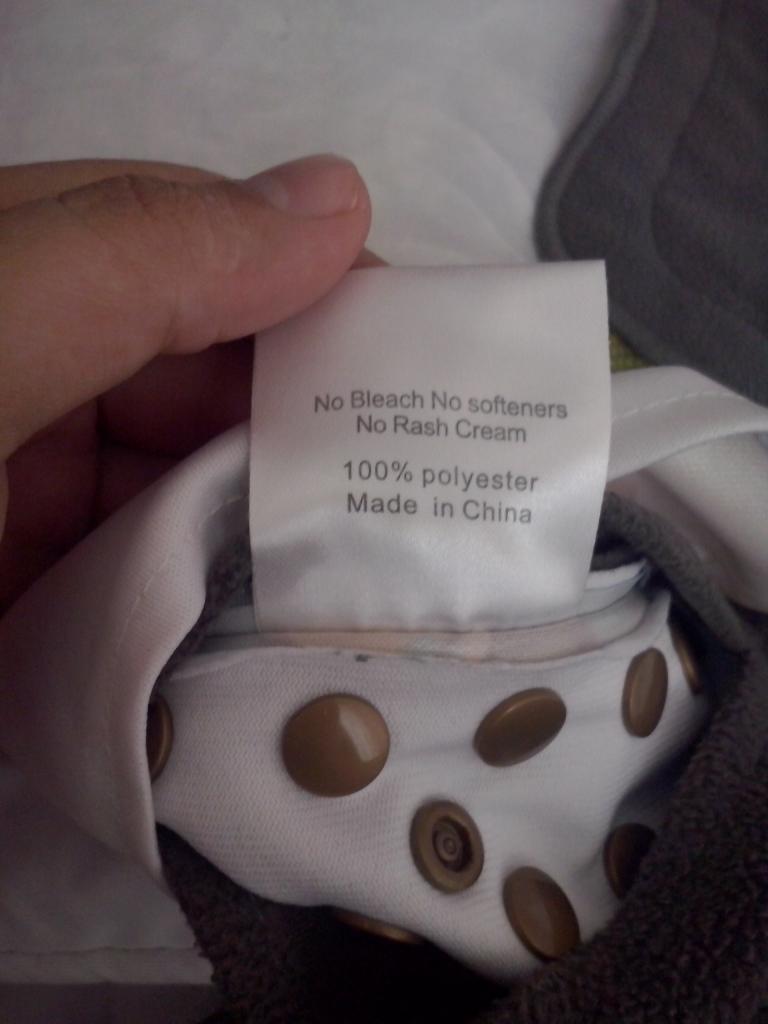 No Bleach No softeners
No Rash Cream
100% polyester
Made in China